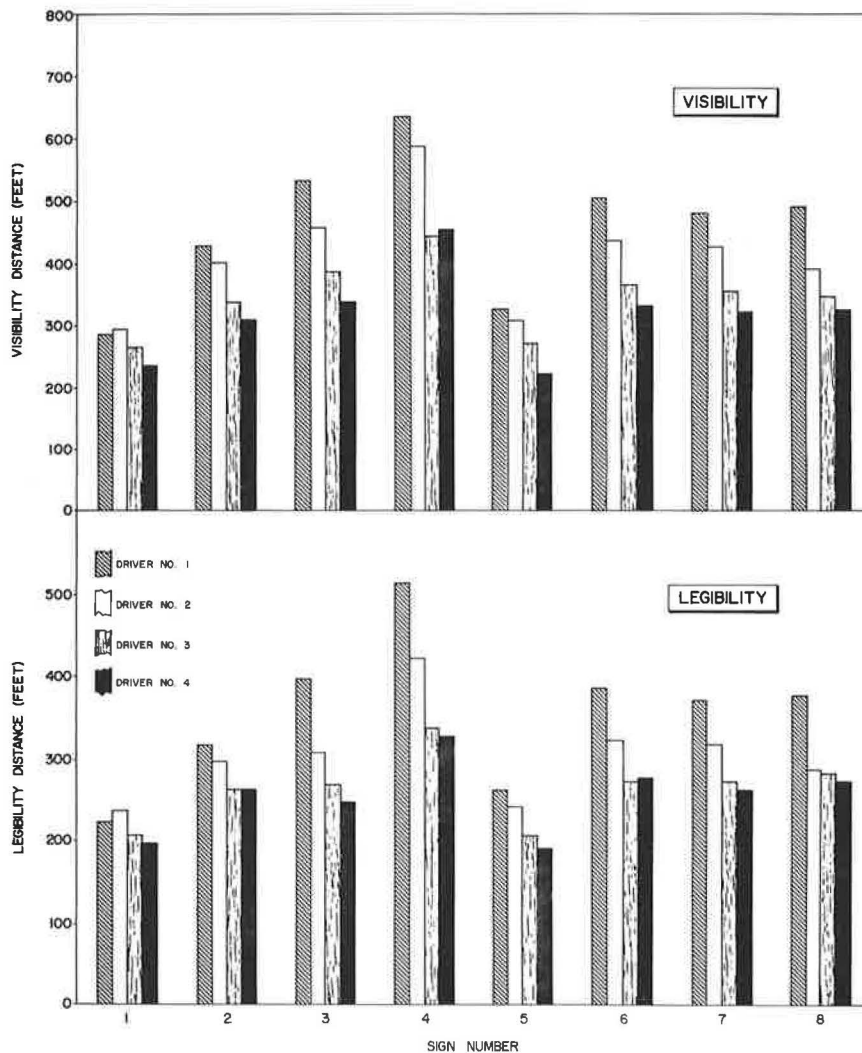 800
700
VISIBILITY
600
500
400
300
200
100
0
VISIBILITY DISTANCE (FEET)
DRIVER NO. 1
500
LEGIBILITY
DRIVER NO. 2
DRIVER NO. 3
400
DRIVER NO. 4
300
200
100
0
LEGIBILITY DISTANCE (FEET)
1 2 3 4 5 6 7 8
SIGN NUMBER